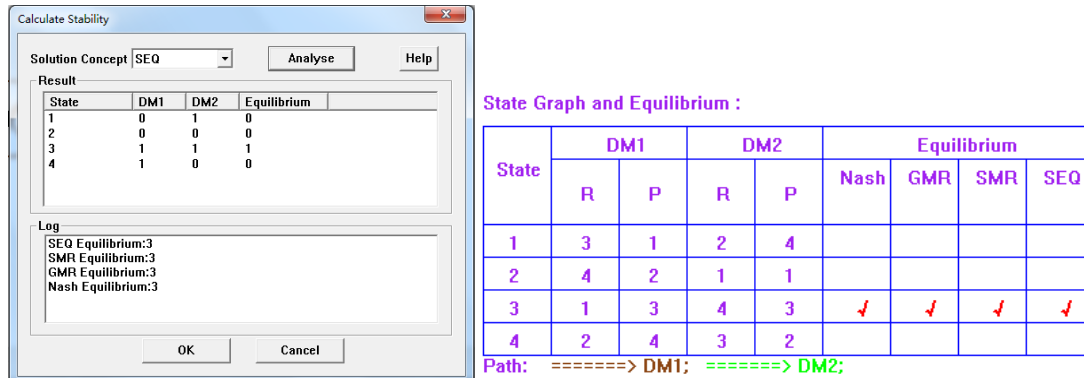 Calculate Stability
Solution Concept SEQ Analyse Help
Result
State DM1 DM2 Equilibrium
1 0 1 0
2 0 0 0
3 1 1 1
4 1 0 0
Log
SEQ Equilibrium:3
SMR Equilibrium:3
GMR Equilibrium:3
Nash Equilibrium:3
OK Cancel
State Graph and Equilibrium :
State DM1 DM2 Equilibrium
R P R P Nash GMR SMR SEQ
1 3 1 2 4
2 4 2 1 1
3 1 3 4 3 √ √ √ √
4 2 4 3 2
Path: =======> DM1; =======> DM2;